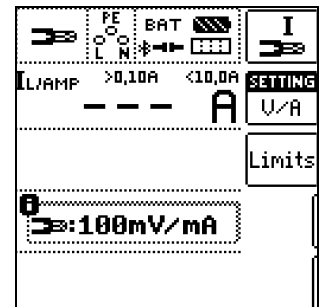 PE BAT
L N
I
IL/AMP >0,10A <10,0A
--- A
SETTING
V/A
Limits
:100mV/mA